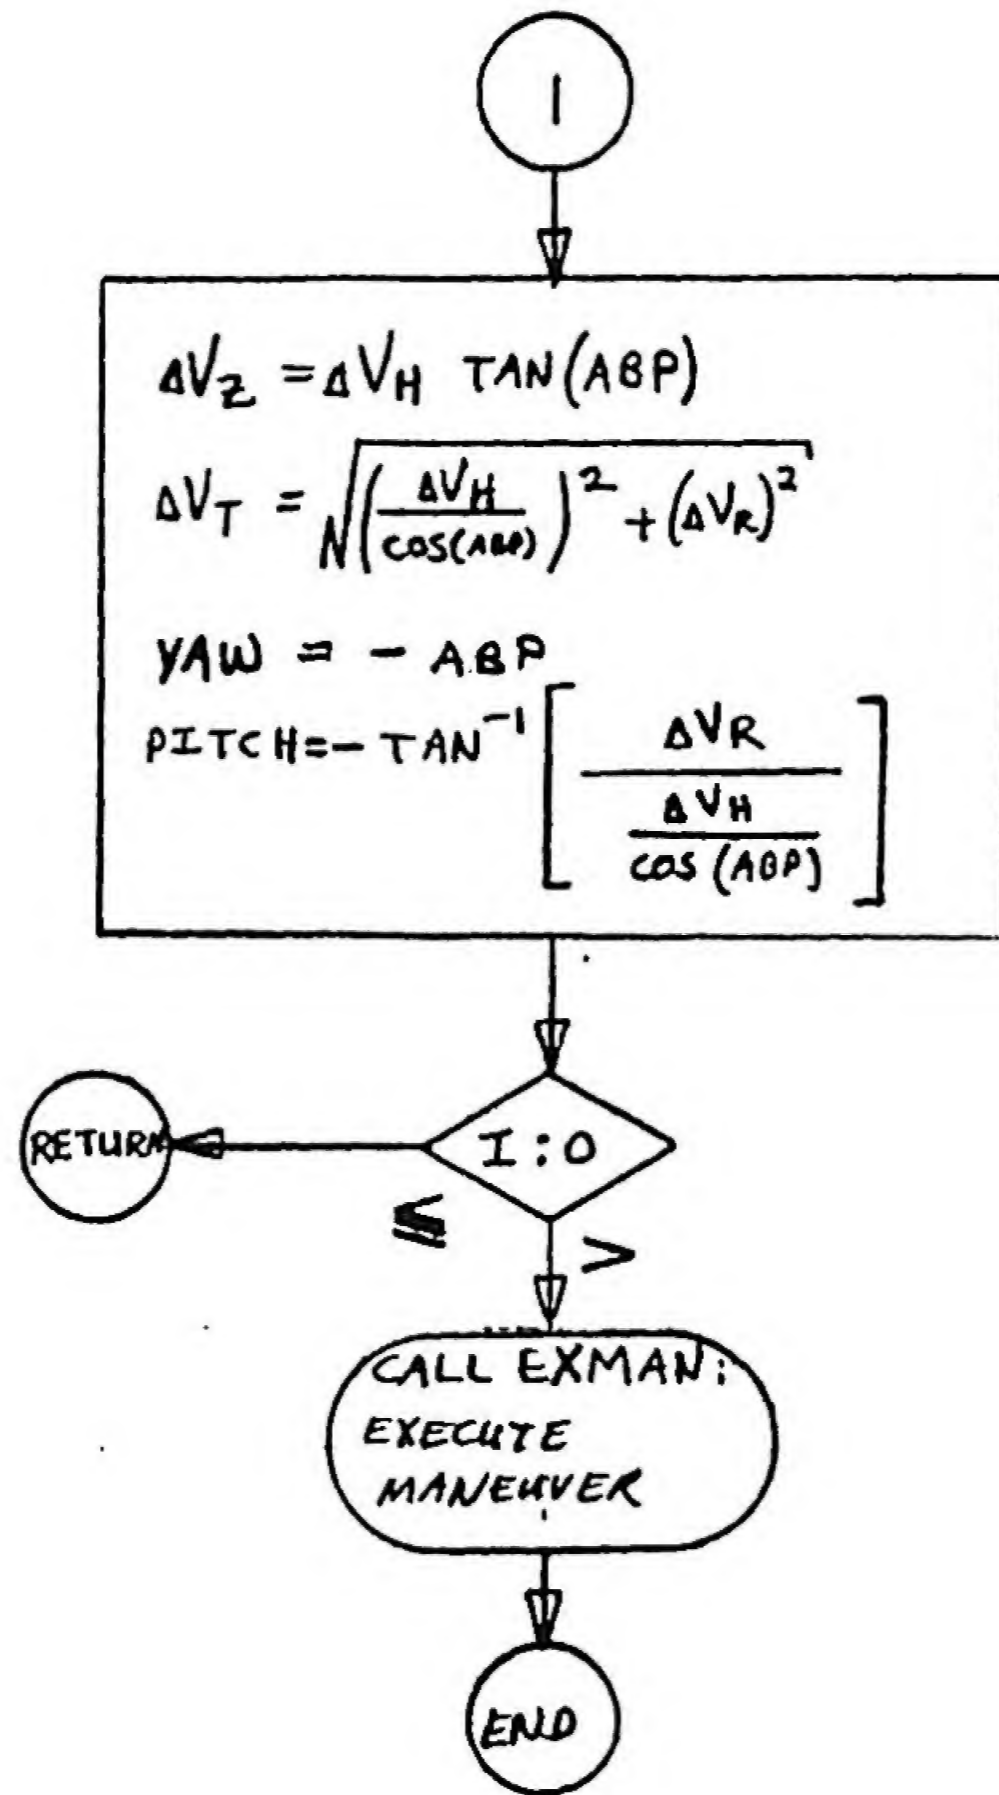 1
ΔV_Z = ΔV_H TAN(ABP)
ΔV_T = √((ΔV_H / COS(ABP))² + (ΔV_R)²)
YAW = - ABP
PITCH = - TAN⁻¹ [ΔV_R / (ΔV_H / COS (ABP))]
I : 0
RETURN
≤
>
CALL EXMAN:
EXECUTE
MANEUVER
END